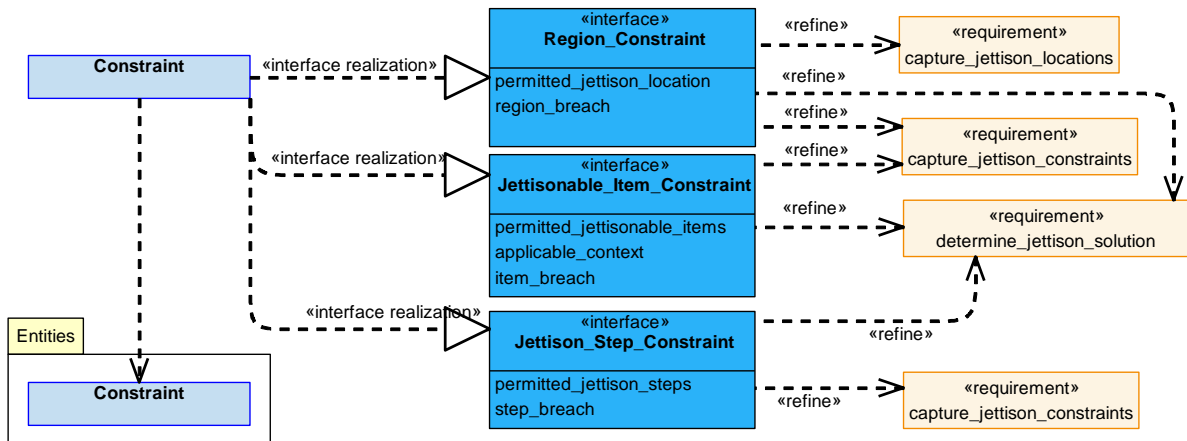 Constraint
«interface realization»
«interface»
Region_Constraint
permitted_jettison_location
region_breach
«refine»
«requirement»
capture_jettison_locations
«refine»
«refine»
«refine»
«requirement»
capture_jettison_constraints
«interface realization»
«interface»
Jettisonable_Item_Constraint
permitted_jettisonable_items
applicable_context
item_breach
«refine»
«requirement»
determine_jettison_solution
«interface realization»
«interface»
Jettison_Step_Constraint
permitted_jettison_steps
step_breach
«refine»
«refine»
«requirement»
capture_jettison_constraints
Entities
Constraint